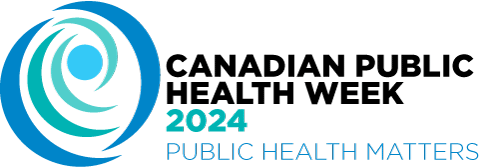 CANADIAN PUBLIC
HEALTH WEEK
2024
PUBLIC HEALTH MATTERS